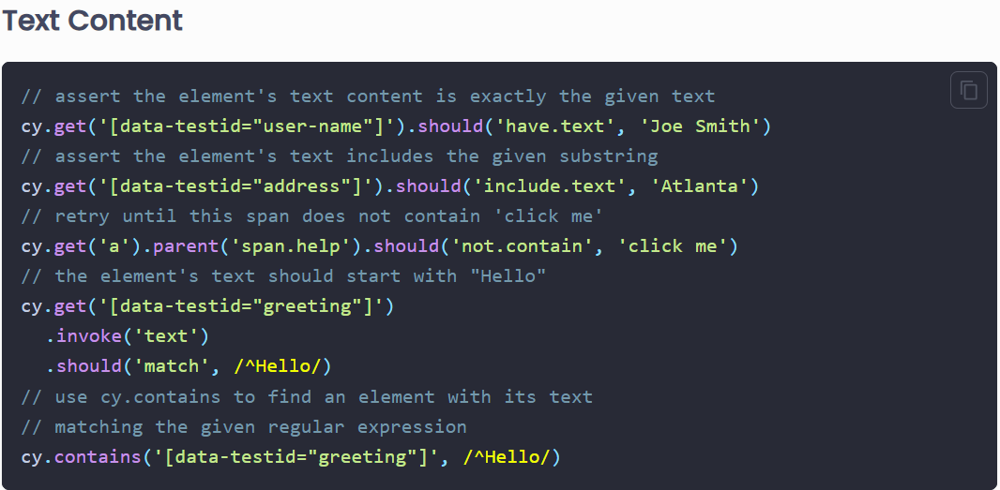 Text Content
// assert the element's text content is exactly the given text
cy.get('[data-testid="user-name"]').should('have.text', 'Joe Smith')
// assert the element's text includes the given substring
cy.get('[data-testid="address"]').should('include.text', 'Atlanta')
// retry until this span does not contain 'click me'
cy.get('a').parent('span.help').should('not.contain', 'click me')
// the element's text should start with "Hello"
cy.get('[data-testid="greeting"]')
  .invoke('text')
  .should('match', /^Hello/)
// use cy.contains to find an element with its text
// matching the given regular expression
cy.contains('[data-testid="greeting"]', /^Hello/)